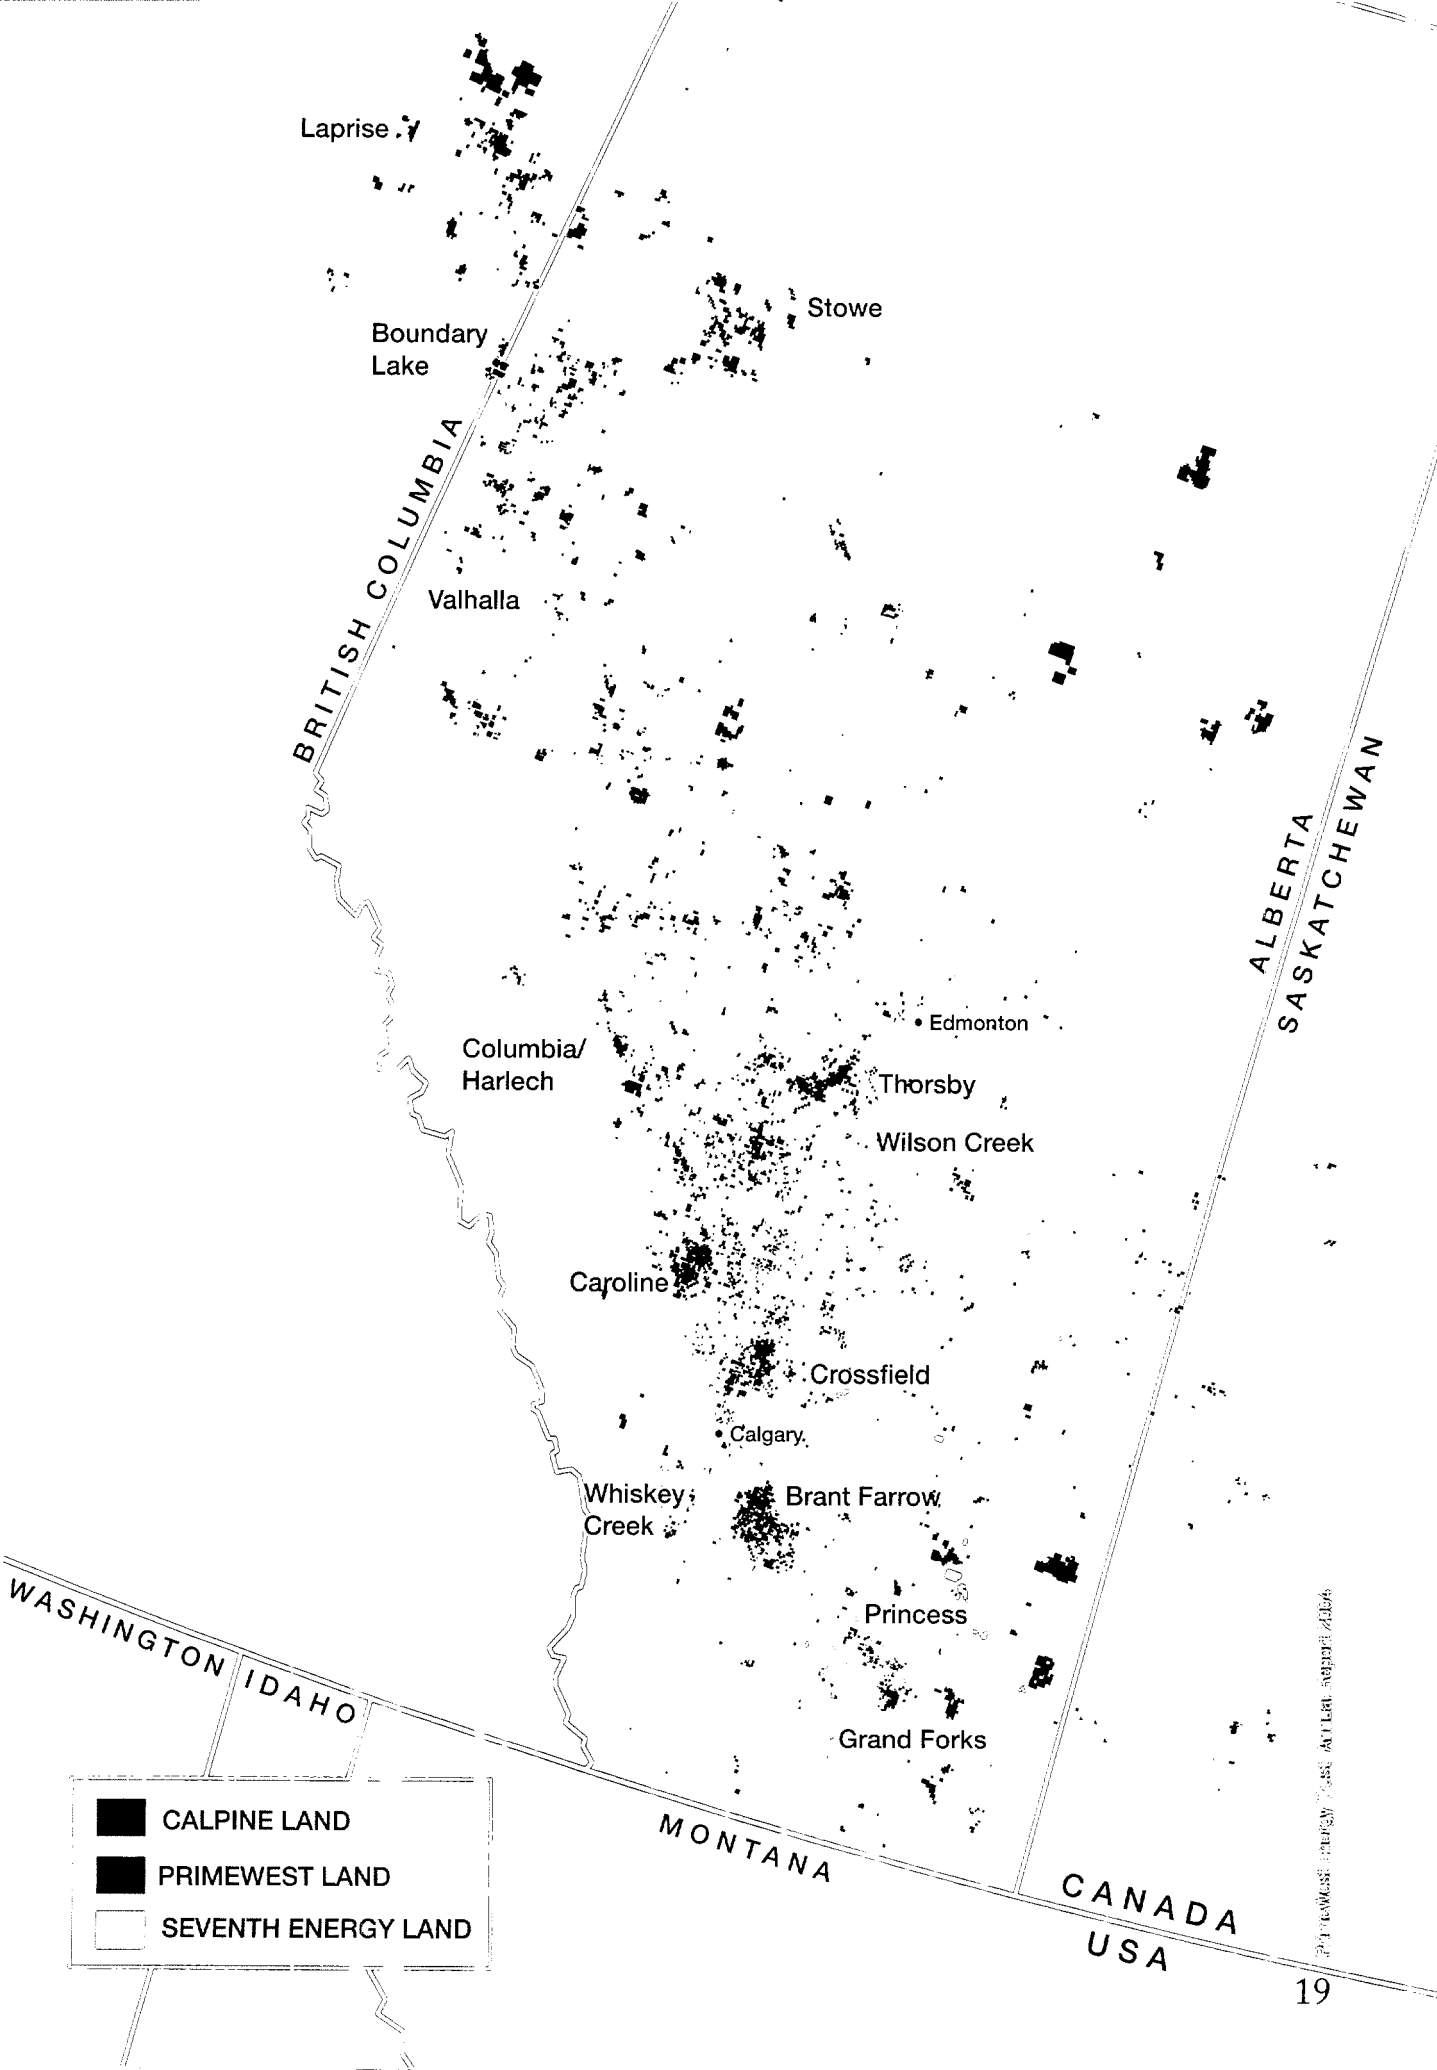 Laprise
Stowe
Boundary
Lake
BRITISH COLUMBIA
Valhalla
ALBERTA
SASKATCHEWAN
Edmonton
Columbia/
Harlech
Thorsby
Wilson Creek
Caroline
Crossfield
Calgary
Whiskey
Creek
Brant Farrow
Princess
Grand Forks
WASHINGTON
IDAHO
MONTANA
CANADA
USA
CALPINE LAND
PRIMEWEST LAND
SEVENTH ENERGY LAND
19